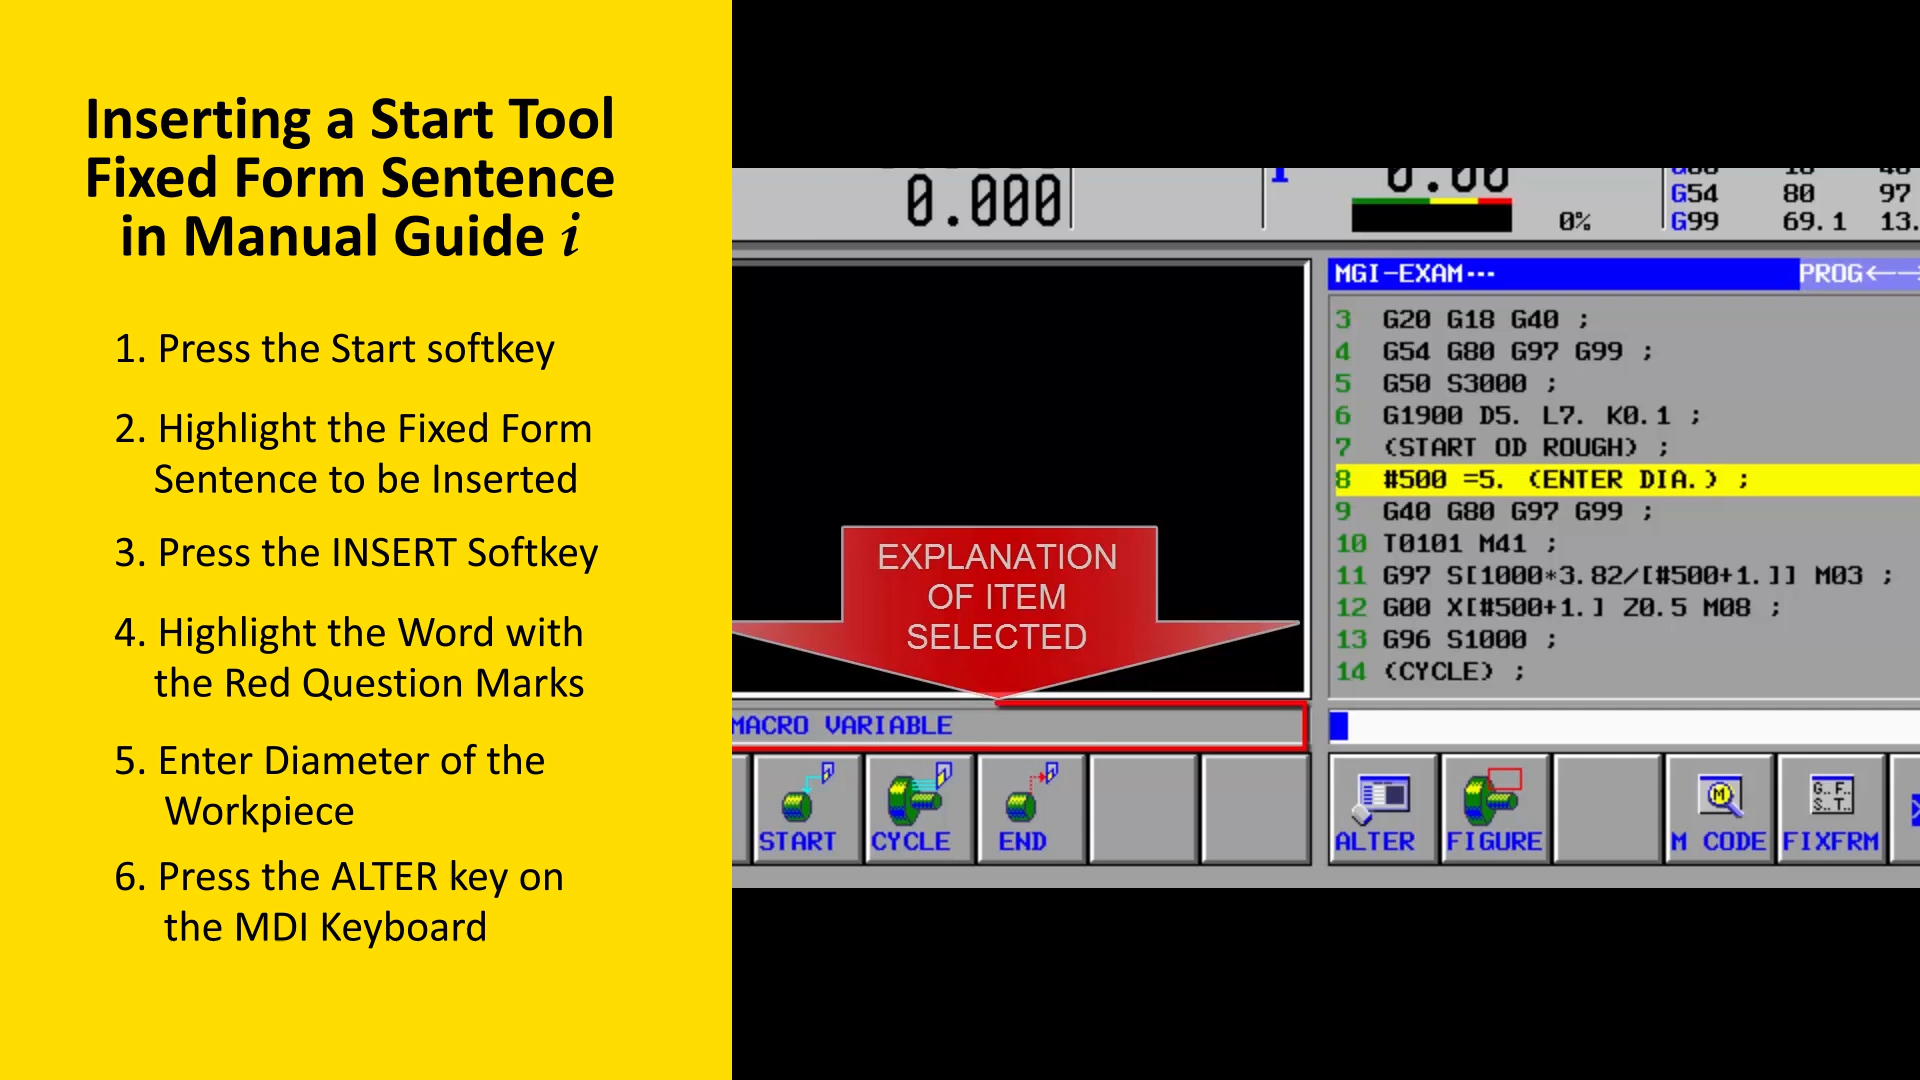 Inserting a Start Tool
Fixed Form Sentence
in Manual Guide i
1. Press the Start softkey
2. Highlight the Fixed Form
Sentence to be Inserted
3. Press the INSERT Softkey
4. Highlight the Word with
the Red Question Marks
5. Enter Diameter of the
Workpiece
6. Press the ALTER key on
the MDI Keyboard
0.000
0.00
0%
G54 80 97
G99 69.1 13.
MGI-EXAM··· PROG←—→
3 G20 G18 G40 ;
4 G54 G80 G97 G99 ;
5 G50 S3000 ;
6 G1900 D5. L7. K0.1 ;
7 (START OD ROUGH) ;
8 #500 =5. (ENTER DIA.) ;
9 G40 G80 G97 G99 ;
10 T0101 M41 ;
11 G97 S[1000*3.82/[#500+1.]] M03 ;
12 G00 X[#500+1.] Z0.5 M08 ;
13 G96 S1000 ;
14 (CYCLE) ;
EXPLANATION
OF ITEM
SELECTED
MACRO VARIABLE
START CYCLE END
G.. F..
S.. T..
M
ALTER FIGURE M CODE FIXFRM